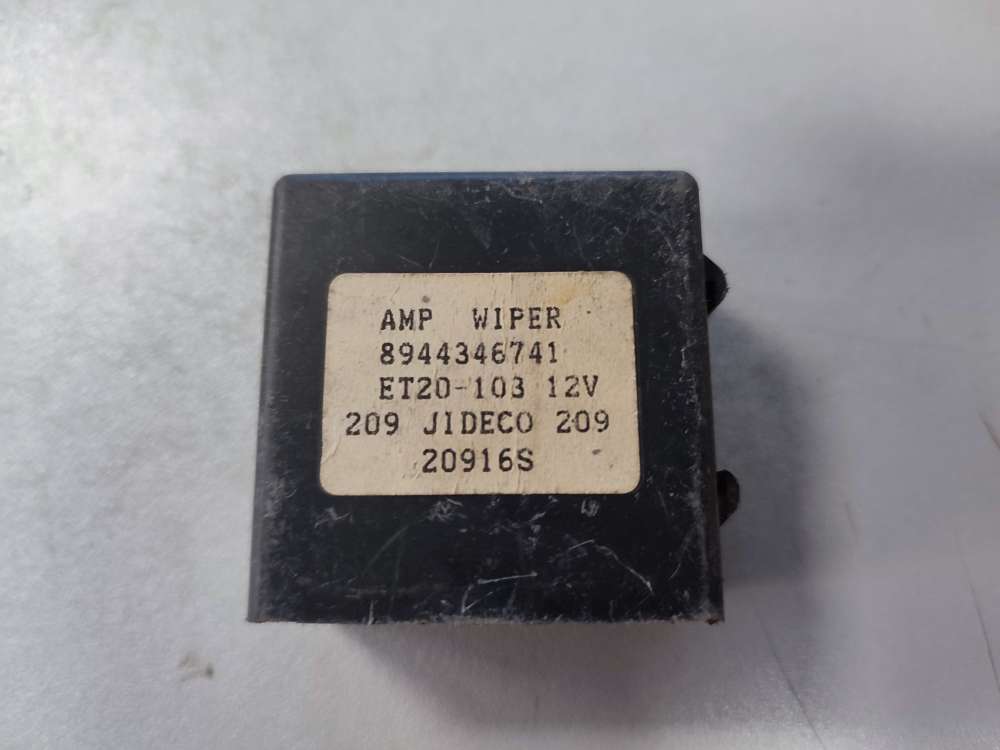 AMP WIPER
8944346741
ET20-103 12V
209 JIDECO 209
20916S